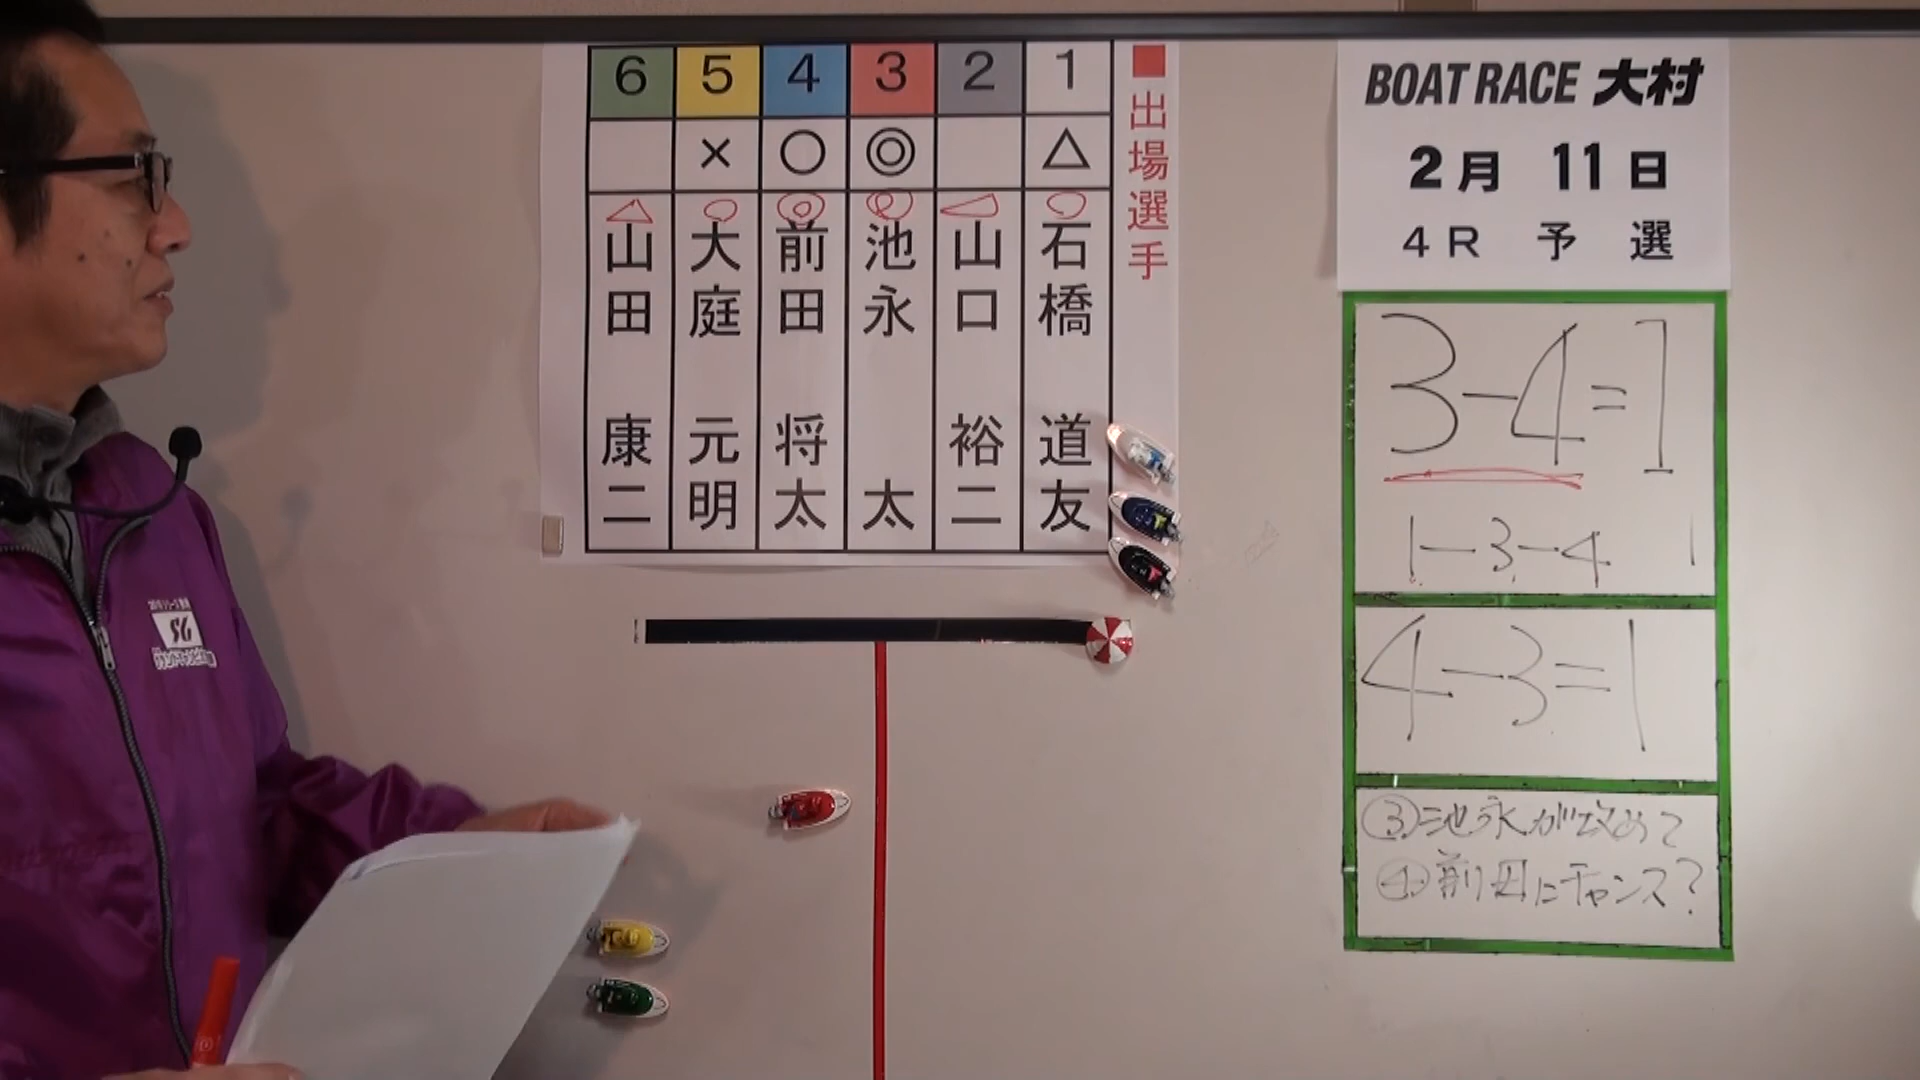 6 5 4 3 2 1
× ○ ◎ △
■出場選手
石橋道友
山口裕二
池永太
前田将太
大庭元明
山田康二
BOAT RACE 大村
2月 11日
4R 予選
3-4=1
1-3-4
4-3=1
③池永が攻めて
④前田にチャンス?
SG